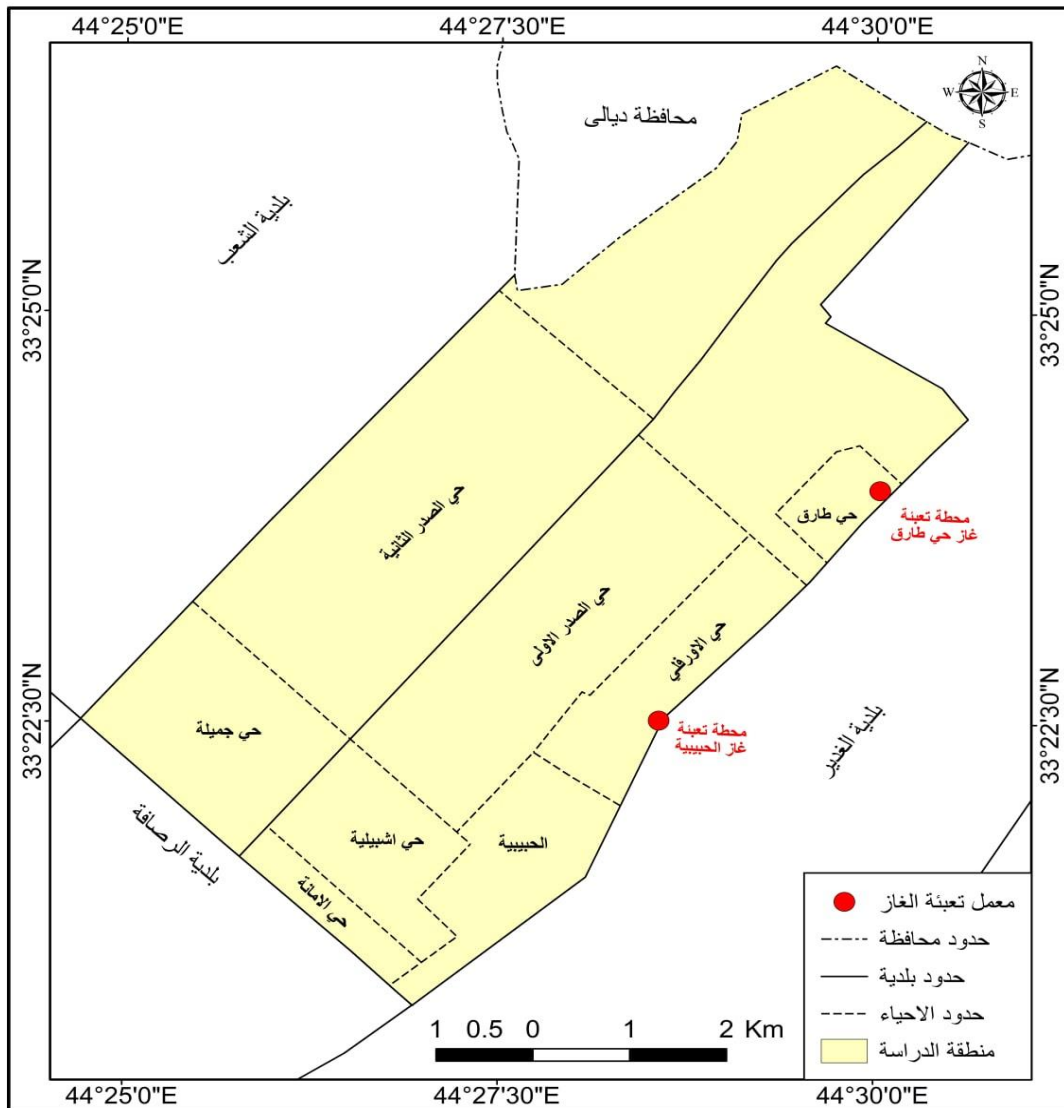 44°25'0"E
44°27'30"E
44°30'0"E
N
W
E
S
محافظة ديالى
بلدية الشعب
33°25'0"N
33°25'0"N
حي الصدر الثانية
حي طارق
محطة تعبئة
غاز حي طارق
حي الصدر الاولى
حي الاورفلي
محطة تعبئة
غاز الحبيبية
بلدية الغدير
33°22'30"N
33°22'30"N
حي جميلة
حي اشبيلية
الحبيبية
بلدية الرصافة
حي الامانة
معمل تعبئة الغاز
حدود محافظة
حدود بلدية
حدود الاحياء
منطقة الدراسة
1 0.5 0 1 2 Km
44°25'0"E
44°27'30"E
44°30'0"E